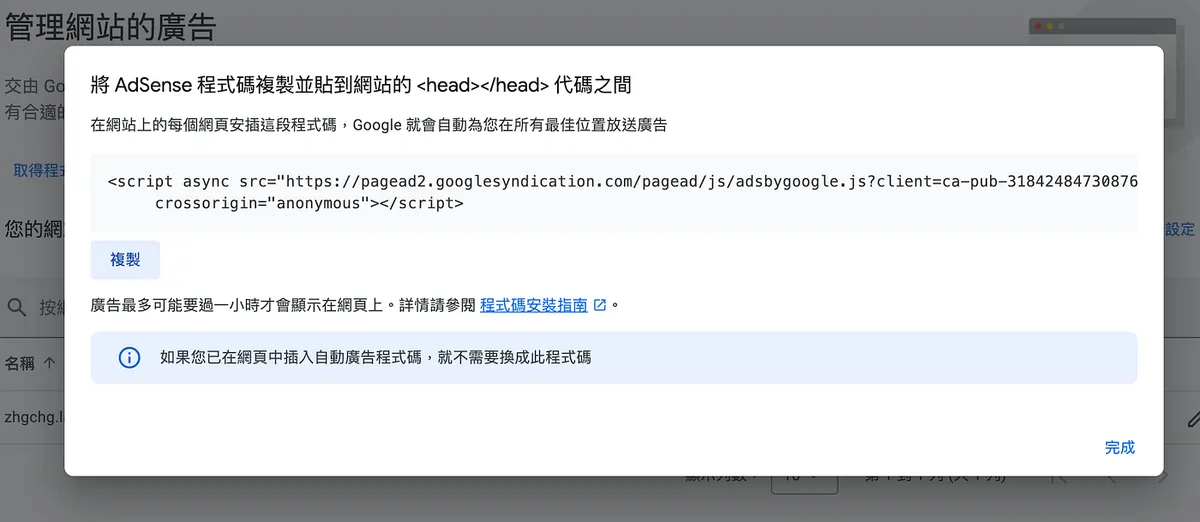 管理網站的廣告
交由 Go
有合適的
取得程式
您的網
設定
按網
名稱 ↑
zhgchg.li
將 AdSense 程式碼複製並貼到網站的 <head></head> 代碼之間
在網站上的每個網頁安插這段程式碼，Google 就會自動為您在所有最佳位置放送廣告
<script async src="https://pagead2.googlesyndication.com/pagead/js/adsbygoogle.js?client=ca-pub-31842484730876
crossorigin="anonymous"></script>
複製
廣告最多可能要過一小時才會顯示在網頁上。詳情請參閱 程式碼安裝指南。
如果您已在網頁中插入自動廣告程式碼，就不需要換成此程式碼
完成